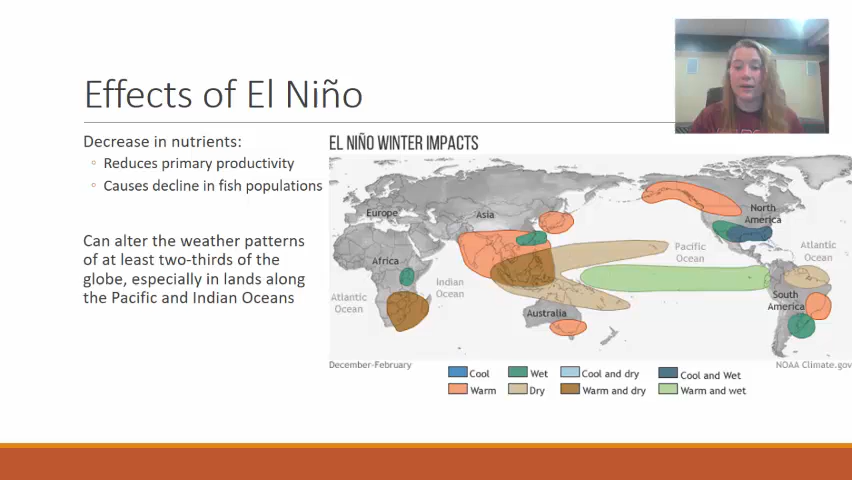 Effects of El Niño
Decrease in nutrients:
◦ Reduces primary productivity
◦ Causes decline in fish populations
Can alter the weather patterns
of at least two-thirds of the
globe, especially in lands along
the Pacific and Indian Oceans
EL NIÑO WINTER IMPACTS
Europe
Asia
North
America
Pacific
Ocean
Atlantic
Ocean
Africa
Indian
Ocean
Atlantic
Ocean
South
America
Australia
December-February
NOAA Climate.gov
Cool
Wet
Cool and dry
Cool and Wet
Warm
Dry
Warm and dry
Warm and wet